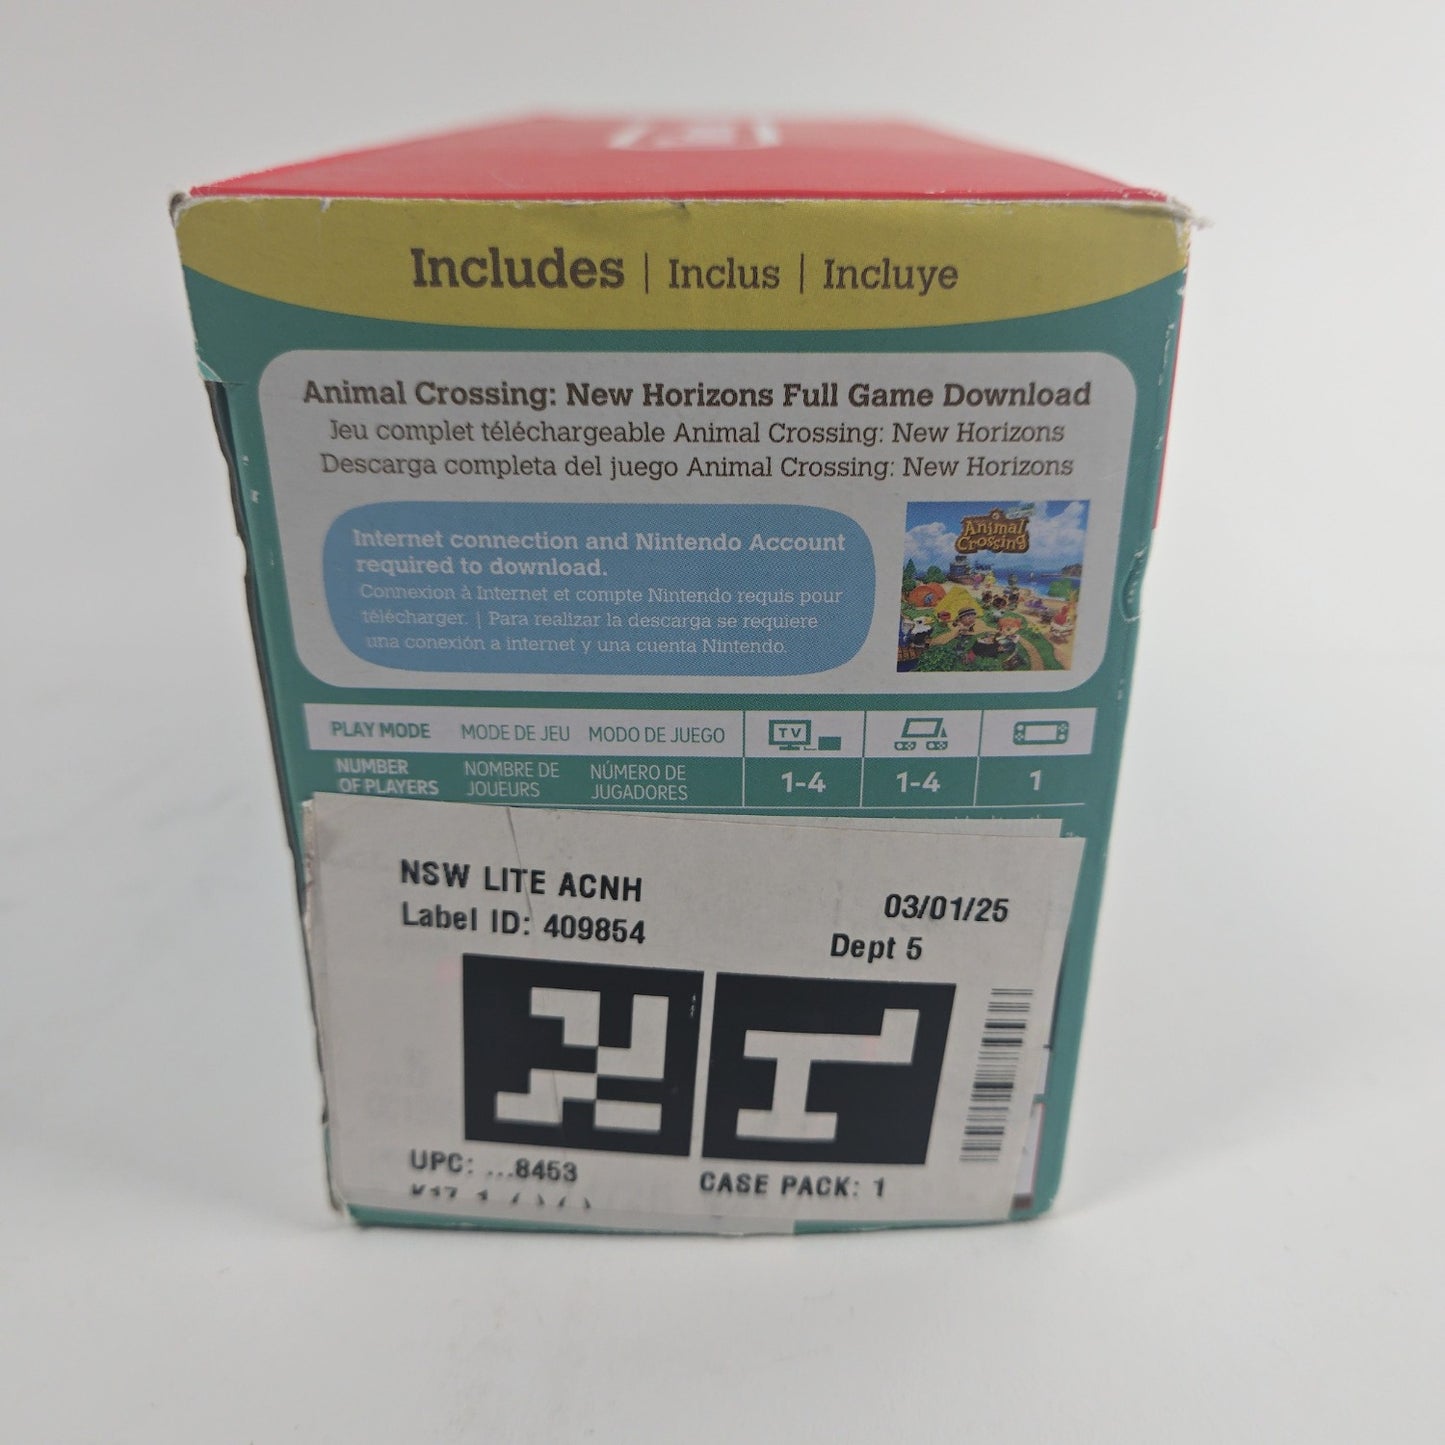 Includes | Inclus | Incluye
Animal Crossing: New Horizons Full Game Download
Jeu complet téléchargeable Animal Crossing: New Horizons
Descarga completa del juego Animal Crossing: New Horizons
Internet connection and Nintendo Account
required to download.
Connexion à Internet et compte Nintendo requis pour
télécharger. | Para realizar la descarga se requiere
una conexión a internet y una cuenta Nintendo.
Animal
Crossing
PLAY MODE MODE DE JEU MODO DE JUEGO TV
NUMBER NOMBRE DE NÚMERO DE
OF PLAYERS JOUEURS JUGADORES 1-4 1-4 1
NSW LITE ACNH
03/01/25
Label ID: 409854
Dept 5
UPC: ...8453
CASE PACK: 1